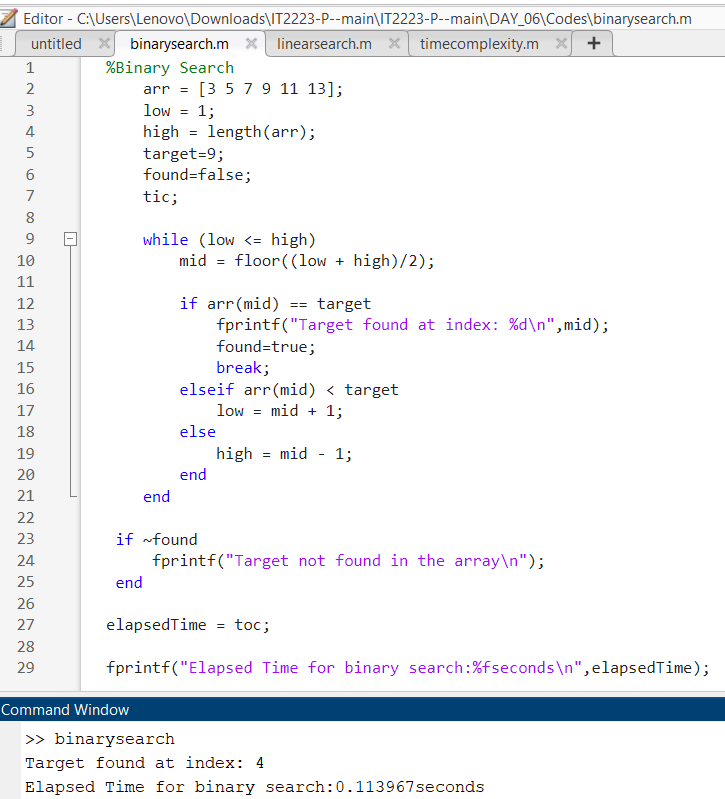 Editor - C:\Users\Lenovo\Downloads\IT2223-P--main\IT2223-P--main\DAY_06\Codes\binarysearch.m
untitled × binarysearch.m × linearsearch.m × timecomplexity.m × +
1 %Binary Search
2 arr = [3 5 7 9 11 13];
3 low = 1;
4 high = length(arr);
5 target=9;
6 found=false;
7 tic;
8
9 while (low <= high)
10 mid = floor((low + high)/2);
11
12 if arr(mid) == target
13 fprintf("Target found at index: %d\n",mid);
14 found=true;
15 break;
16 elseif arr(mid) < target
17 low = mid + 1;
18 else
19 high = mid - 1;
20 end
21 end
22
23 if ~found
24 fprintf("Target not found in the array\n");
25 end
26
27 elapsedTime = toc;
28
29 fprintf("Elapsed Time for binary search:%fseconds\n",elapsedTime);
Command Window
>> binarysearch
Target found at index: 4
Elapsed Time for binary search:0.113967seconds